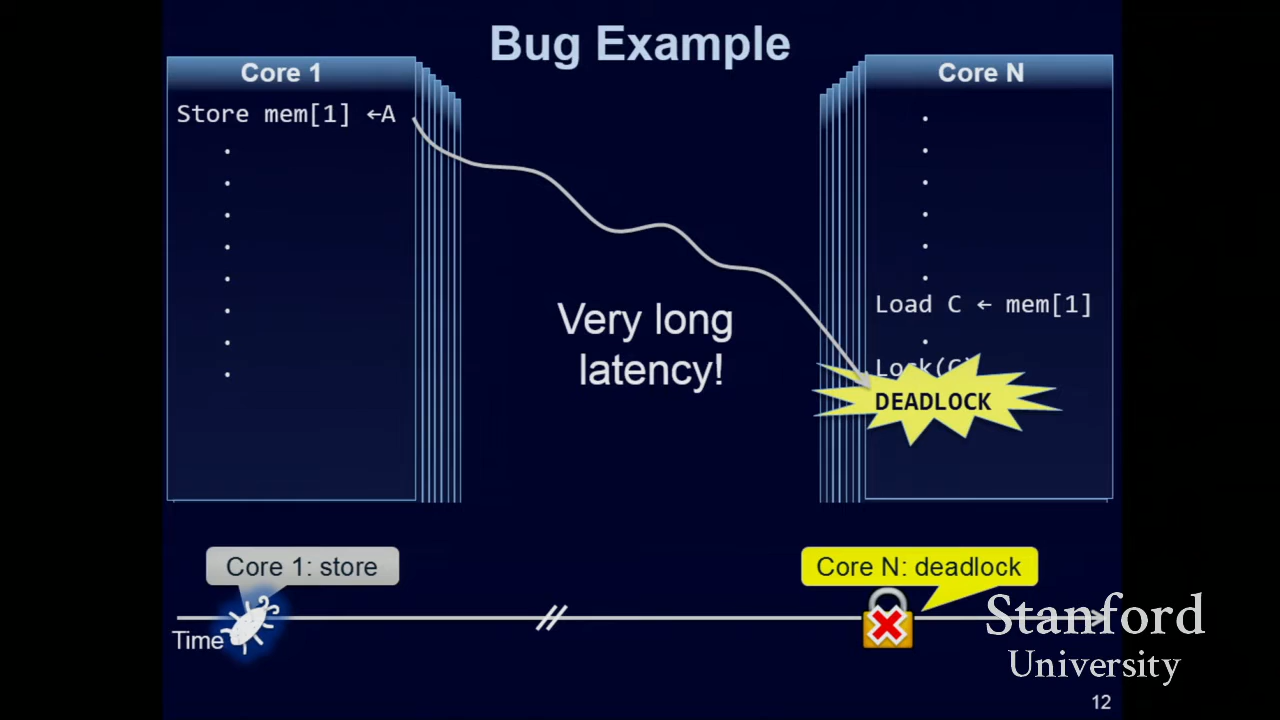 Bug Example
Core 1
Store mem[1] ←A
Core N
Load C ← mem[1]
Lock(C)
DEADLOCK
Very long
latency!
Core 1: store
Core N: deadlock
Time
Stanford
University
12